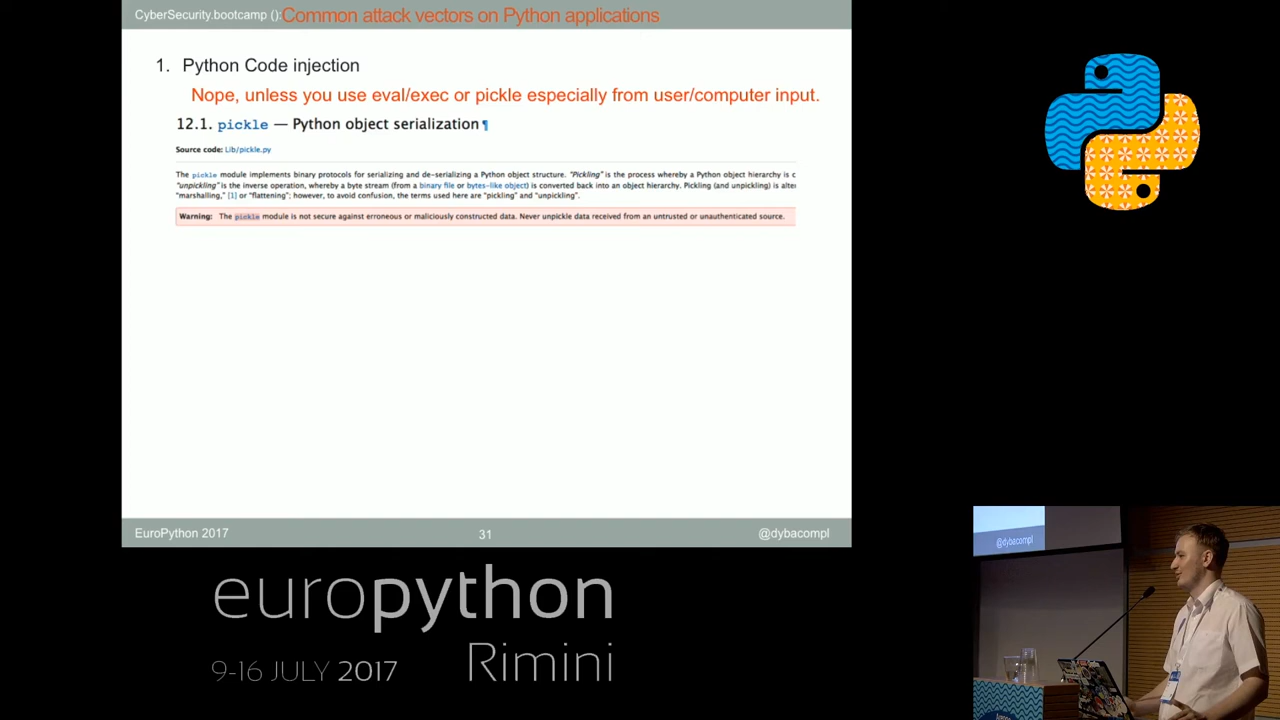 CyberSecurity.bootcamp ():Common attack vectors on Python applications
1. Python Code injection
Nope, unless you use eval/exec or pickle especially from user/computer input.
12.1. pickle — Python object serialization¶
Source code: Lib/pickle.py
The pickle module implements binary protocols for serializing and de-serializing a Python object structure. "Pickling" is the process whereby a Python object hierarchy is c
"unpickling" is the inverse operation, whereby a byte stream (from a binary file or bytes-like object) is converted back into an object hierarchy. Pickling (and unpickling) is alter
"marshalling," [1] or "flattening"; however, to avoid confusion, the terms used here are "pickling" and "unpickling".
Warning: The pickle module is not secure against erroneous or maliciously constructed data. Never unpickle data received from an untrusted or unauthenticated source.
EuroPython 2017 31 @dybacompl
europython
9-16 JULY 2017 Rimini
@dybacompl